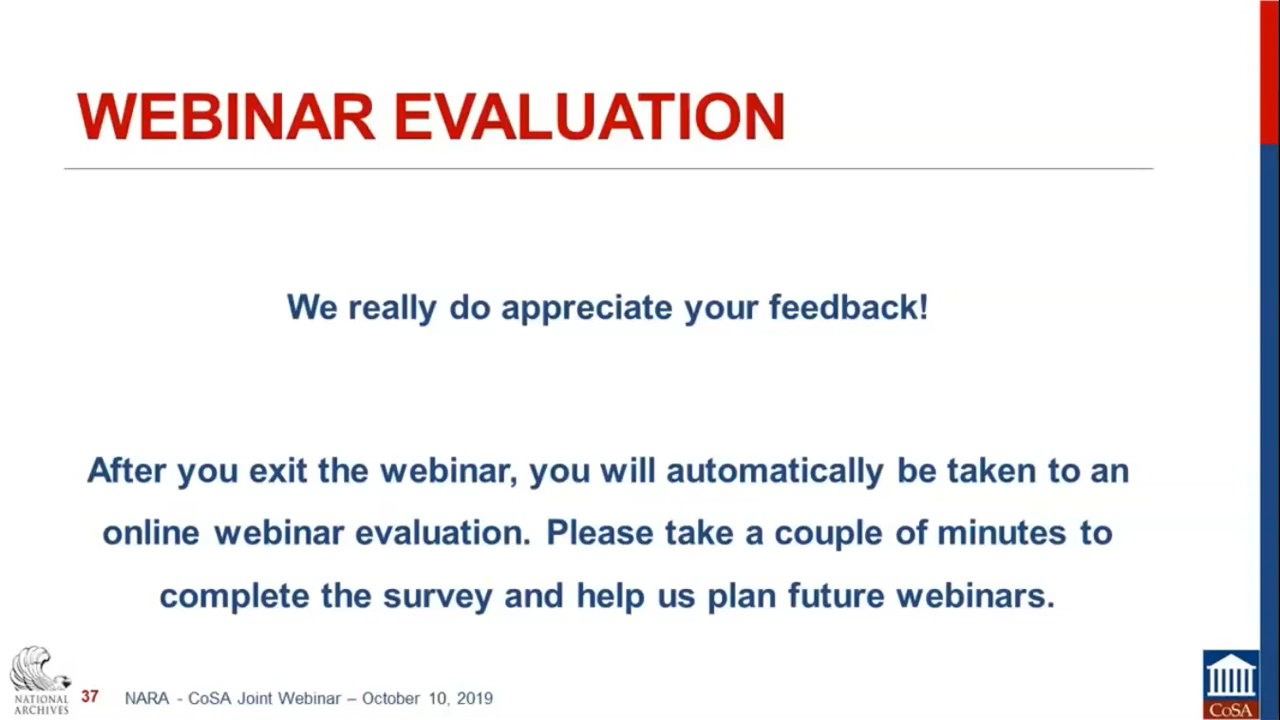 WEBINAR EVALUATION
We really do appreciate your feedback!
After you exit the webinar, you will automatically be taken to an
online webinar evaluation. Please take a couple of minutes to
complete the survey and help us plan future webinars.
NATIONAL
ARCHIVES
37 NARA - CoSA Joint Webinar – October 10, 2019
CoSA